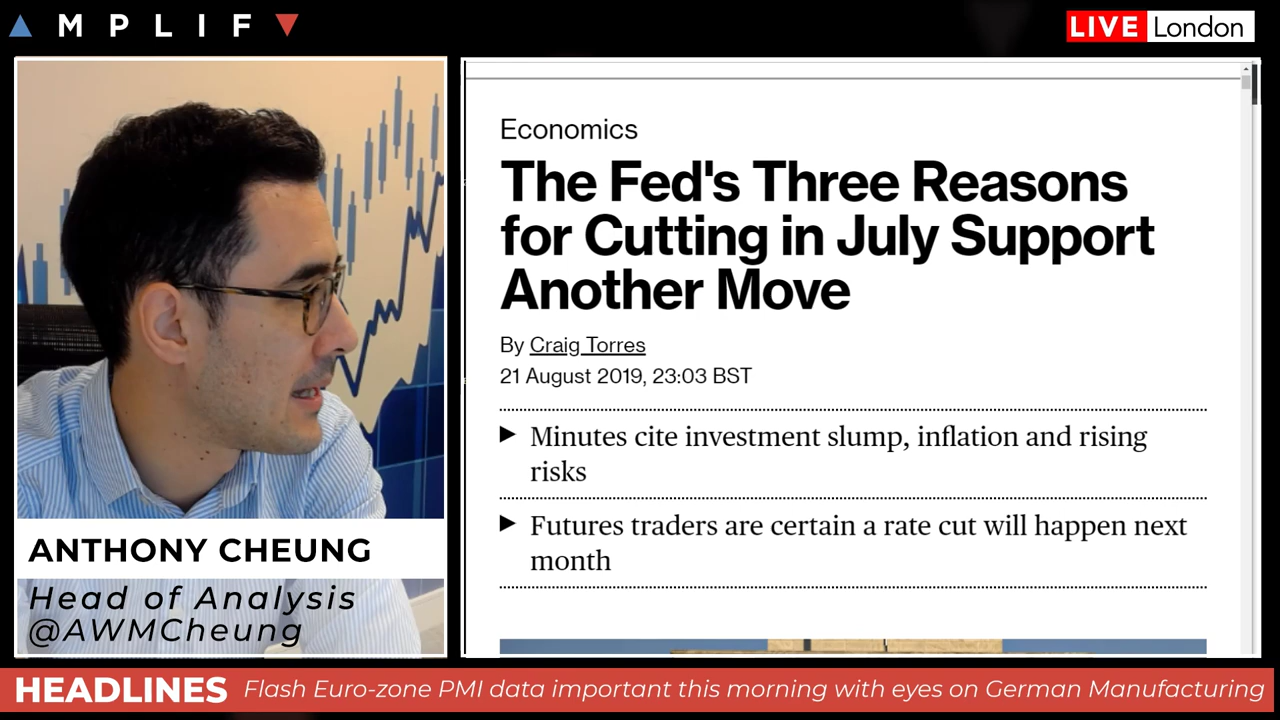 MPLIF
LIVE London
ANTHONY CHEUNG
Head of Analysis
@AWMCheung
Economics
The Fed's Three Reasons
for Cutting in July Support
Another Move
By Craig Torres
21 August 2019, 23:03 BST
Minutes cite investment slump, inflation and rising
risks
Futures traders are certain a rate cut will happen next
month
HEADLINES Flash Euro-zone PMI data important this morning with eyes on German Manufacturing